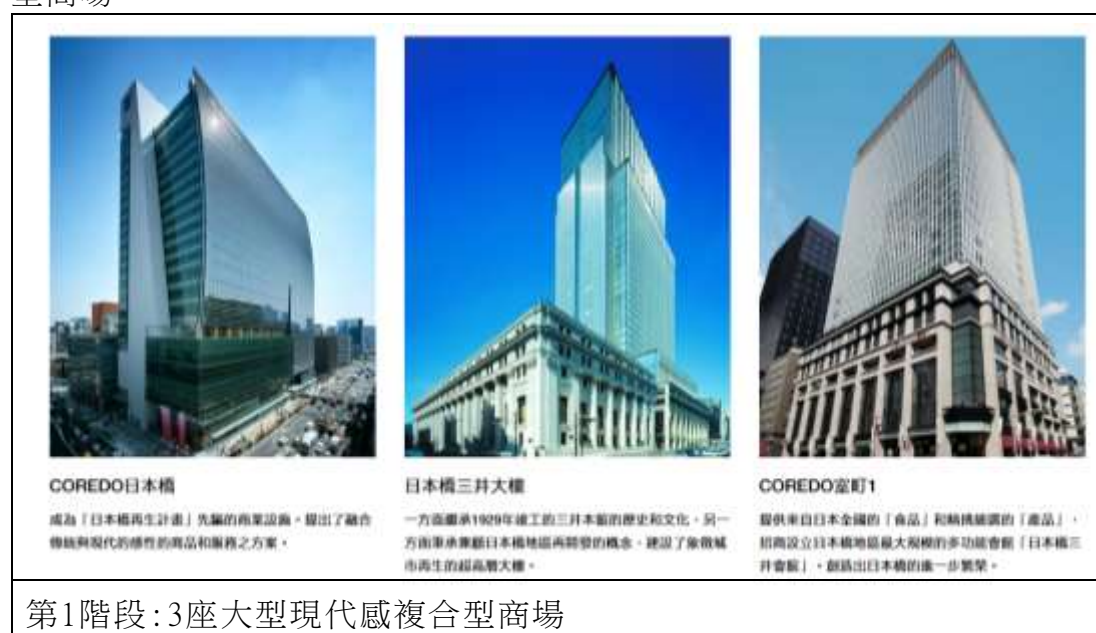 COREDO日本橋
成為「日本橋再生計畫」先驅的商業設施。提出了融合
傳統與現代的感性的商品和服務之方案。
日本橋三井大樓
一方面繼承1929年竣工的三井本館的歷史和文化,另一
方面秉承兼顧日本橋地區再開發的概念,建設了象徵城
市再生的超高層大樓。
COREDO室町1
提供來自日本全國的「食品」和精挑細選的「產品」,
招商設立日本橋地區最大規模的多功能會館「日本橋三
井會館」,創造出日本橋的進一步繁榮。
第1階段:3座大型現代感複合型商場